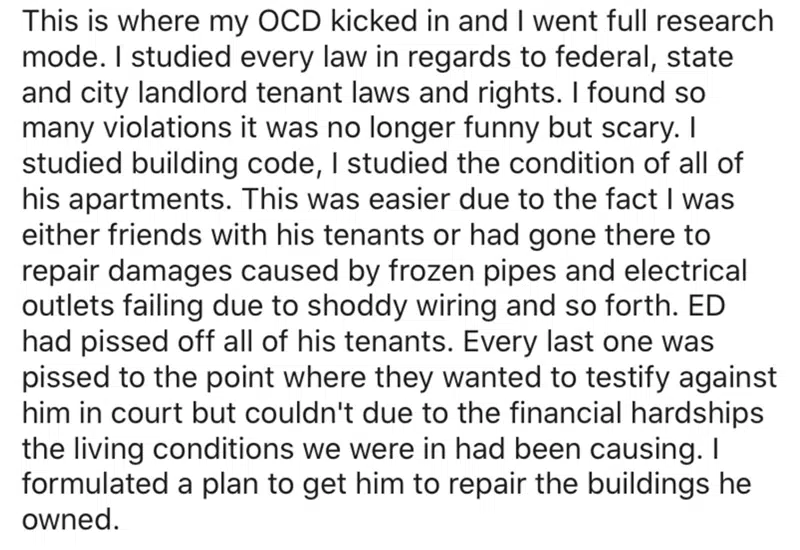 This is where my OCD kicked in and I went full research
mode. I studied every law in regards to federal, state
and city landlord tenant laws and rights. I found so
many violations it was no longer funny but scary. I
studied building code, I studied the condition of all of
his apartments. This was easier due to the fact I was
either friends with his tenants or had gone there to
repair damages caused by frozen pipes and electrical
outlets failing due to shoddy wiring and so forth. ED
had pissed off all of his tenants. Every last one was
pissed to the point where they wanted to testify against
him in court but couldn't due to the financial hardships
the living conditions we were in had been causing. I
formulated a plan to get him to repair the buildings he
owned.